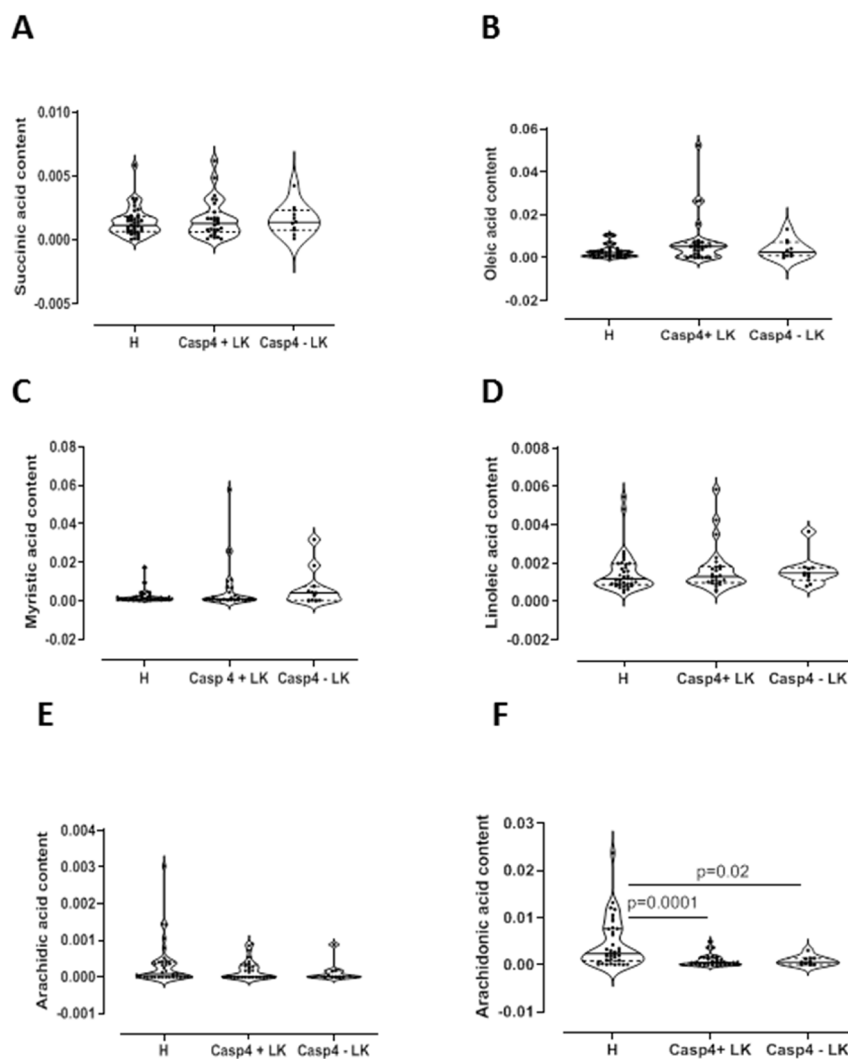 A
B
Succinic acid content
0.010
0.005
0.000
-0.005
H
Casp4 + LK
Casp4 - LK
Oleic acid content
0.06
0.04
0.02
0.00
-0.02
H
Casp4+ LK
Casp4 - LK
C
D
Myristic acid content
0.08
0.06
0.04
0.02
0.00
-0.02
H
Casp 4 + LK
Casp4 - LK
Linoleic acid content
0.008
0.006
0.004
0.002
0.000
-0.002
H
Casp4+ LK
Casp4 - LK
E
F
Arachidic acid content
0.004
0.003
0.002
0.001
0.000
-0.001
H
Casp4 + LK
Casp4 - LK
Arachidonic acid content
0.03
0.02
0.01
0.00
-0.01
p=0.02
p=0.0001
H
Casp4+ LK
Casp4 - LK